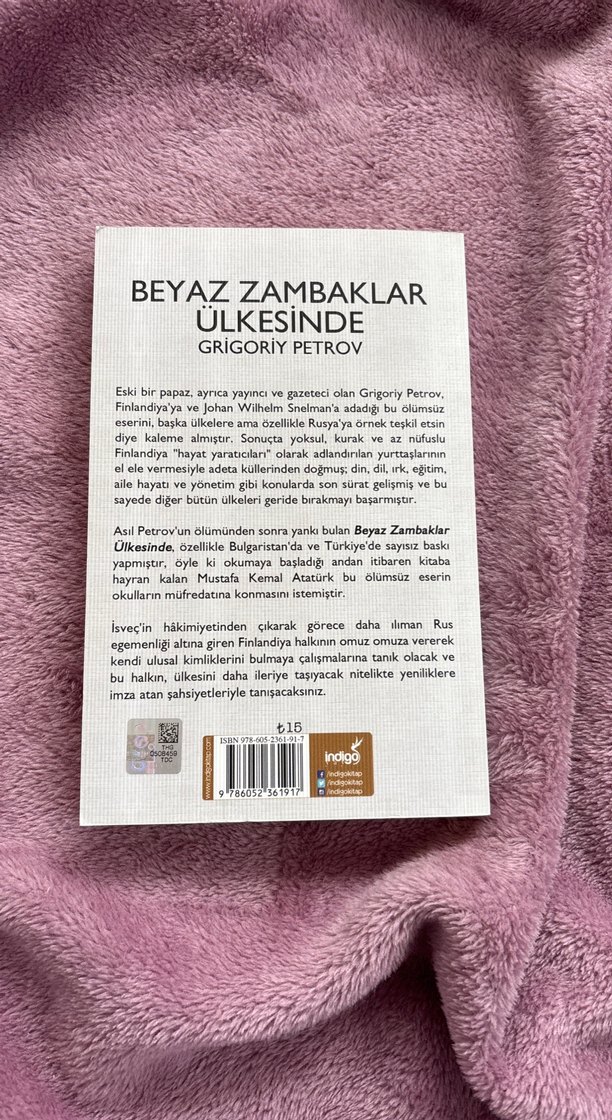 BEYAZ ZAMBAKLAR
ÜLKESİNDE
GRİGORİY PETROV
Eski bir papaz, ayrıca yayıncı ve gazeteci olan Grigoriy Petrov,
Finlandiya'ya ve Johan Wilhelm Snelman'a adadığı bu ölümsüz
eserini, başka ülkelere ama özellikle Rusya'ya örnek teşkil etsin
diye kaleme almıştır. Sonuçta yoksul, kurak ve az nüfuslu
Finlandiya "hayat yaratıcıları" olarak adlandırılan yurttaşlarının
el ele vermesiyle adeta küllerinden doğmuş; din, dil, ırk, eğitim,
aile hayatı ve yönetim gibi konularda son sürat gelişmiş ve bu
sayede diğer bütün ülkeleri geride bırakmayı başarmıştır.
Asıl Petrov'un ölümünden sonra yankı bulan Beyaz Zambaklar
Ülkesinde, özellikle Bulgaristan'da ve Türkiye'de sayısız baskı
yapmıştır, öyle ki okumaya başladığı andan itibaren kitaba
hayran kalan Mustafa Kemal Atatürk bu ölümsüz eserin
okulların müfredatına konmasını istemiştir.
İsveç'in hâkimiyetinden çıkarak görece daha ılıman Rus
egemenliği altına giren Finlandiya halkının omuz omuza vererek
kendi ulusal kimliklerini bulmaya çalışmalarına tanık olacak ve
bu halkın, ülkesini daha ileriye taşıyacak nitelikte yeniliklere
imza atan şahsiyetleriyle tanışacaksınız.
₺15
THG
0508459
TDC
www.indigokitap.com
ISBN 978-605-2361-91-7
9 786052 361917
indigo
/indigokitap
/indigokitap
/indigokitap